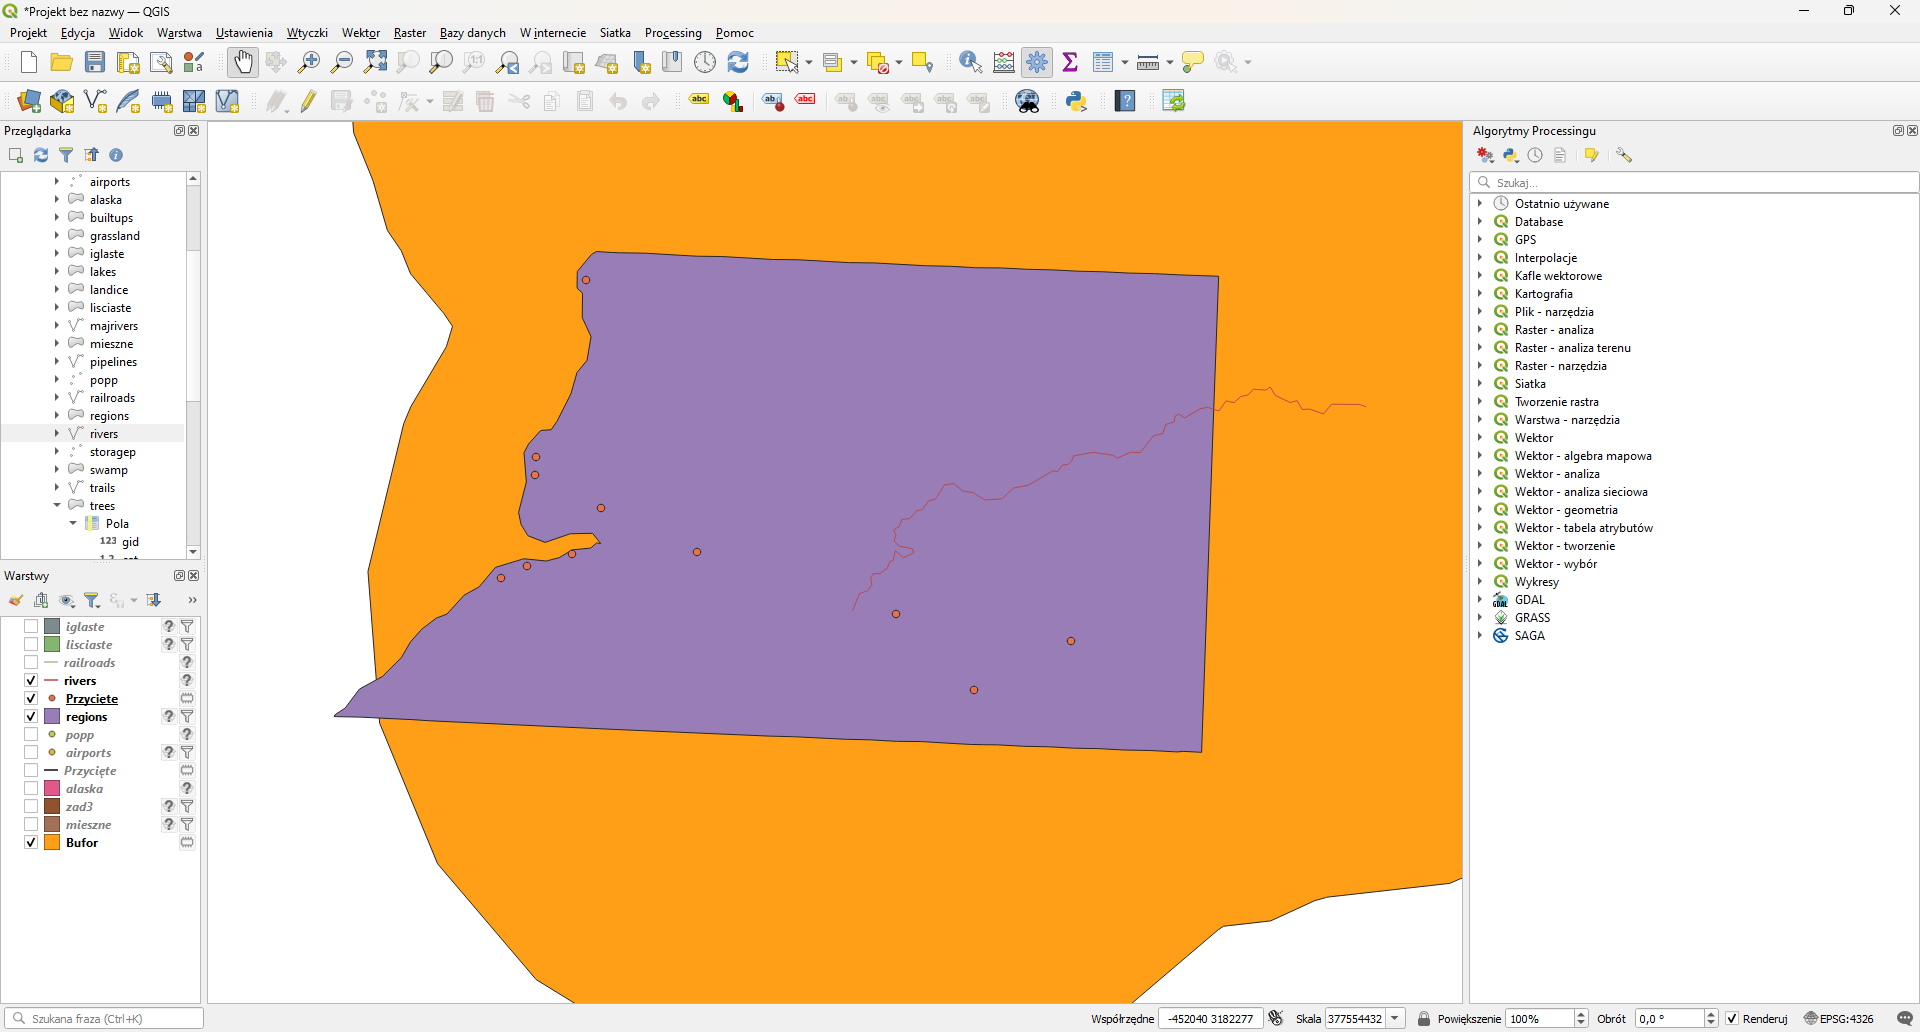 *Projekt bez nazwy — QGIS
Projekt Edycja Widok Warstwa Ustawienia Wtyczki Wektor Raster Bazy danych W internecie Siatka Processing Pomoc
Przeglądarka
airports
alaska
builtups
grassland
iglaste
lakes
landice
lisciaste
majrivers
mieszne
pipelines
popp
railroads
regions
rivers
storagep
swamp
trails
trees
Pola
123 gid
Warstwy
iglaste
lisciaste
railroads
rivers
Przycięte
regions
popp
airports
Przycięte
alaska
zad3
mieszne
Bufor
Algorytmy Processingu
Szukaj...
Ostatnio używane
Database
GPS
Interpolacje
Kafle wektorowe
Kartografia
Plik - narzędzia
Raster - analiza
Raster - analiza terenu
Raster - narzędzia
Siatka
Tworzenie rastra
Warstwa - narzędzia
Wektor
Wektor - algebra mapowa
Wektor - analiza
Wektor - analiza sieciowa
Wektor - geometria
Wektor - tabela atrybutów
Wektor - tworzenie
Wektor - wybór
Wykresy
GDAL
GRASS
SAGA
Szukana fraza (Ctrl+K)
Współrzędne -452040 3182277 Skala 377554432 Powiększenie 100% Obrót 0,0 ° Renderuj EPSG:4326